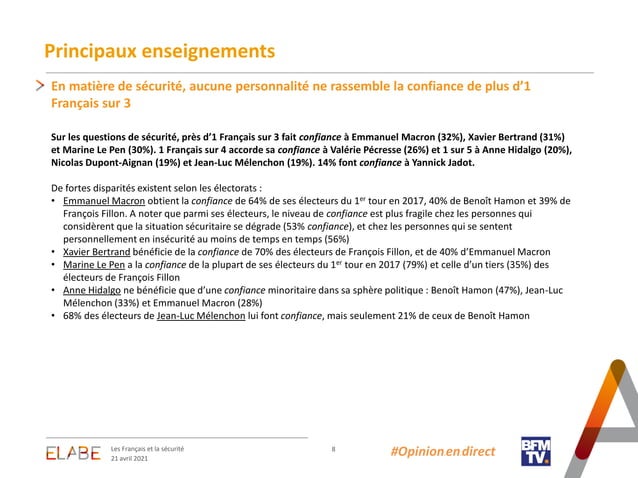 Principaux enseignements
En matière de sécurité, aucune personnalité ne rassemble la confiance de plus d’1
Français sur 3
Sur les questions de sécurité, près d’1 Français sur 3 fait confiance à Emmanuel Macron (32%), Xavier Bertrand (31%)
et Marine Le Pen (30%). 1 Français sur 4 accorde sa confiance à Valérie Pécresse (26%) et 1 sur 5 à Anne Hidalgo (20%),
Nicolas Dupont-Aignan (19%) et Jean-Luc Mélenchon (19%). 14% font confiance à Yannick Jadot.
De fortes disparités existent selon les électorats :
• Emmanuel Macron obtient la confiance de 64% de ses électeurs du 1er tour en 2017, 40% de Benoît Hamon et 39% de
François Fillon. A noter que parmi ses électeurs, le niveau de confiance est plus fragile chez les personnes qui
considèrent que la situation sécuritaire se dégrade (53% confiance), et chez les personnes qui se sentent
personnellement en insécurité au moins de temps en temps (56%)
• Xavier Bertrand bénéficie de la confiance de 70% des électeurs de François Fillon, et de 40% d’Emmanuel Macron
• Marine Le Pen a la confiance de la plupart de ses électeurs du 1er tour en 2017 (79%) et celle d’un tiers (35%) des
électeurs de François Fillon
• Anne Hidalgo ne bénéficie que d’une confiance minoritaire dans sa sphère politique : Benoît Hamon (47%), Jean-Luc
Mélenchon (33%) et Emmanuel Macron (28%)
• 68% des électeurs de Jean-Luc Mélenchon lui font confiance, mais seulement 21% de ceux de Benoît Hamon
ELABE
Les Français et la sécurité
21 avril 2021
8
#Opinion en direct
BFM
TV.